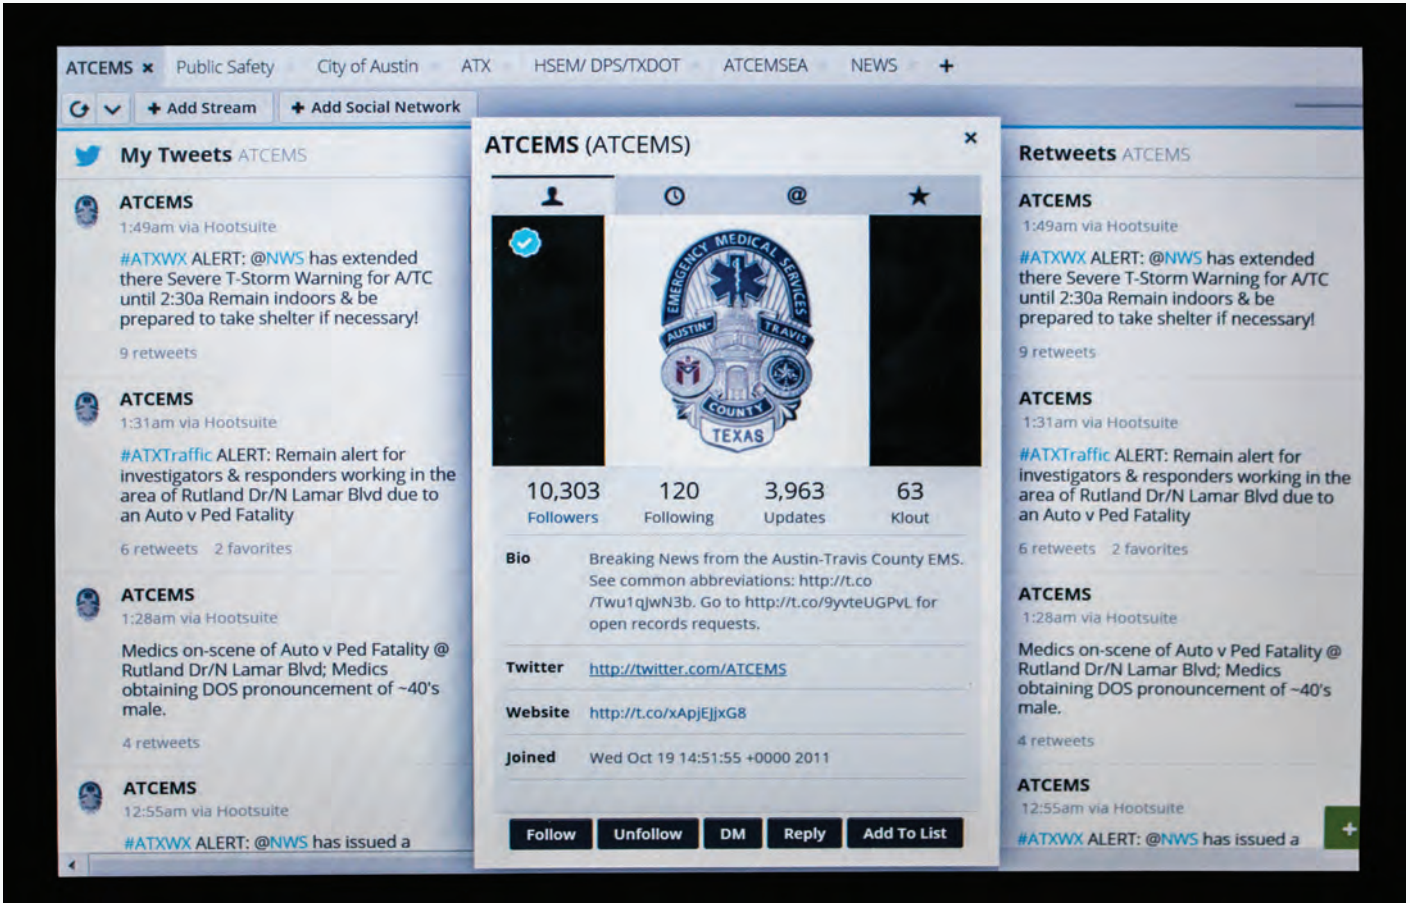 ATCEMS × Public Safety City of Austin ATX HSEM/ DPS/TXDOT ATCEMSEA NEWS +
+ Add Stream + Add Social Network
My Tweets ATCEMS
ATCEMS
1:49am via Hootsuite
#ATXWX ALERT: @NWS has extended
there Severe T-Storm Warning for A/TC
until 2:30a Remain indoors & be
prepared to take shelter if necessary!
9 retweets
ATCEMS
1:31am via Hootsuite
#ATXTraffic ALERT: Remain alert for
investigators & responders working in the
area of Rutland Dr/N Lamar Blvd due to
an Auto v Ped Fatality
6 retweets 2 favorites
ATCEMS
1:28am via Hootsuite
Medics on-scene of Auto v Ped Fatality @
Rutland Dr/N Lamar Blvd; Medics
obtaining DOS pronouncement of ~40's
male.
4 retweets
ATCEMS
12:55am via Hootsuite
#ATXWX ALERT: @NWS has issued a
ATCEMS (ATCEMS) ×
@
EMERGENCY MEDICAL SERVICES
AUSTIN- TRAVIS
COUNTY
TEXAS
10,303 120 3,963 63
Followers Following Updates Klout
Bio Breaking News from the Austin-Travis County EMS.
See common abbreviations: http://t.co
/Twu1qJwN3b. Go to http://t.co/9yvteUGPvL for
open records requests.
Twitter http://twitter.com/ATCEMS
Website http://t.co/xApjEJjxG8
Joined Wed Oct 19 14:51:55 +0000 2011
Follow Unfollow DM Reply Add To List
Retweets ATCEMS
ATCEMS
1:49am via Hootsuite
#ATXWX ALERT: @NWS has extended
there Severe T-Storm Warning for A/TC
until 2:30a Remain indoors & be
prepared to take shelter if necessary!
9 retweets
ATCEMS
1:31am via Hootsuite
#ATXTraffic ALERT: Remain alert for
investigators & responders working in the
area of Rutland Dr/N Lamar Blvd due to
an Auto v Ped Fatality
6 retweets 2 favorites
ATCEMS
1:28am via Hootsuite
Medics on-scene of Auto v Ped Fatality @
Rutland Dr/N Lamar Blvd; Medics
obtaining DOS pronouncement of ~40's
male.
4 retweets
ATCEMS
12:55am via Hootsuite
#ATXWX ALERT: @NWS has issued a
+